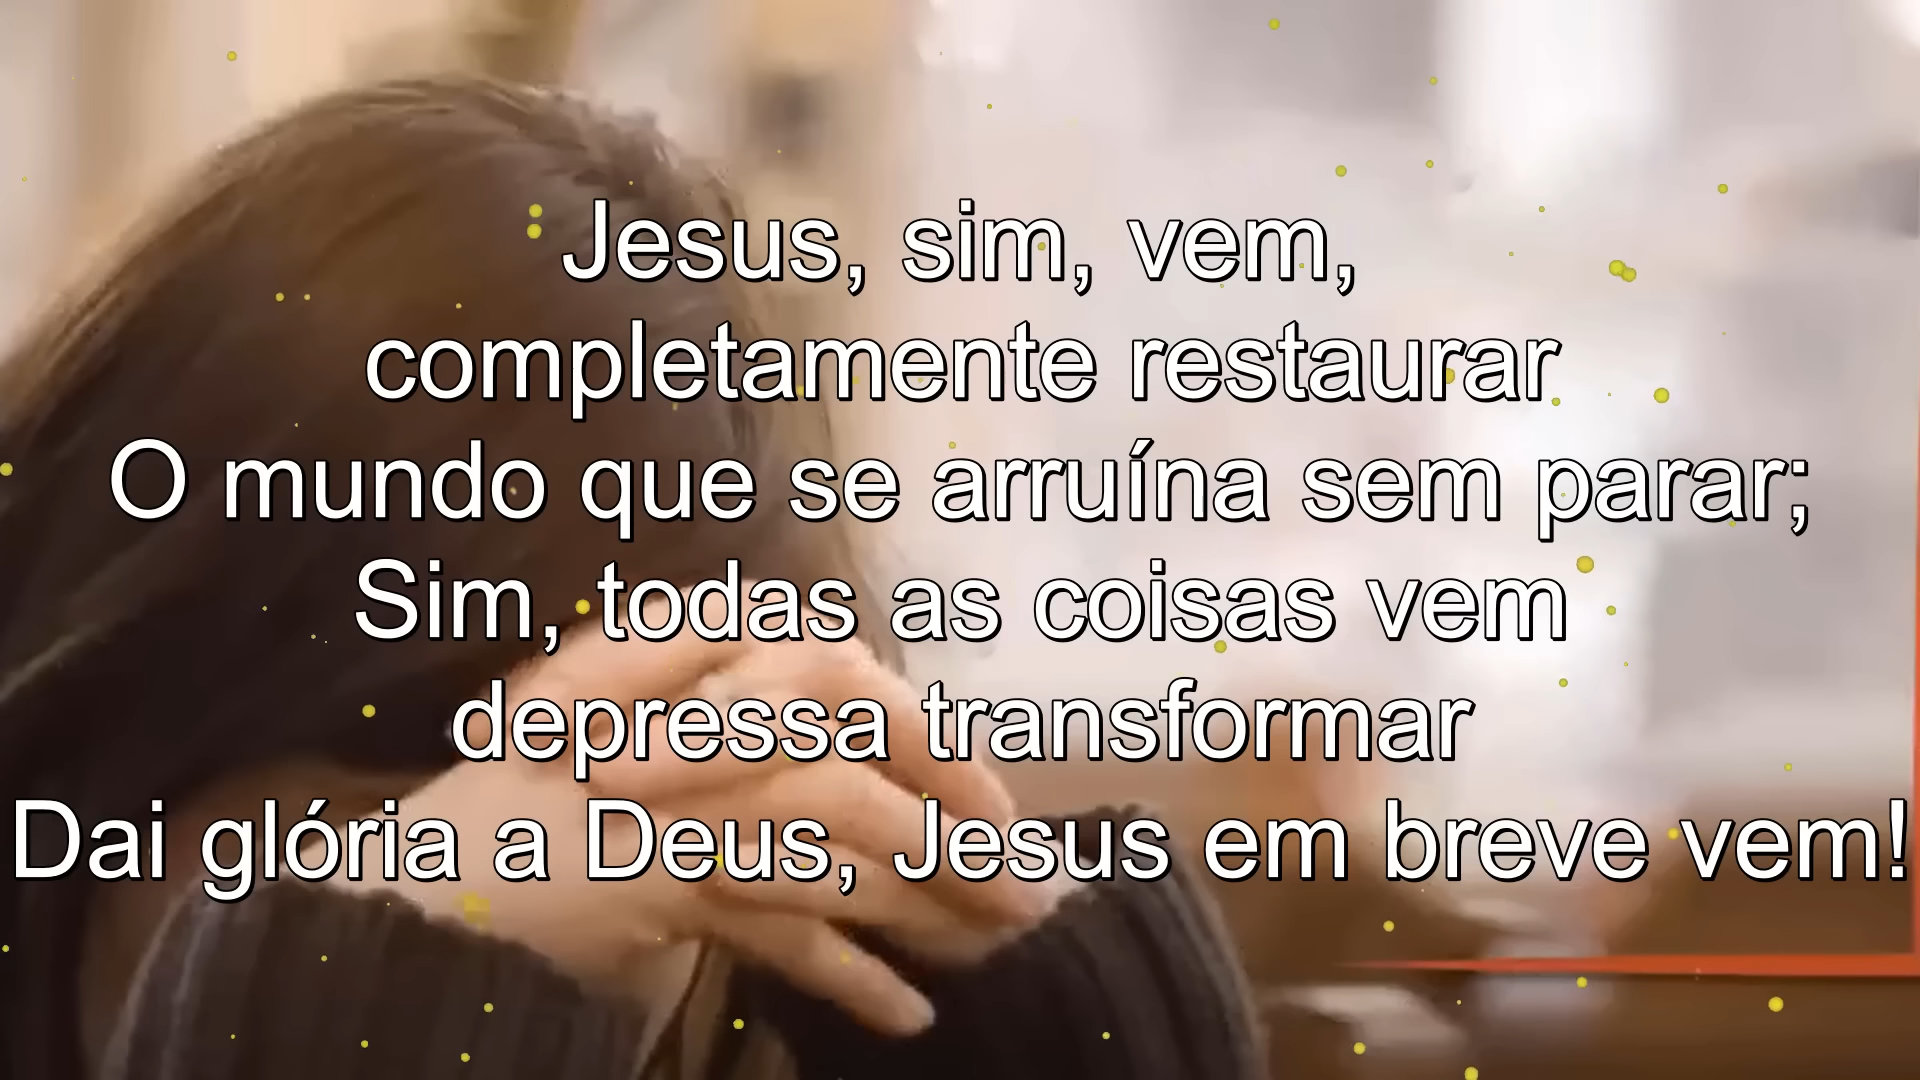 Jesus, sim, vem,
completamente restaurar
O mundo que se arruína sem parar;
Sim, todas as coisas vem
depressa transformar
Dai glória a Deus, Jesus em breve vem!